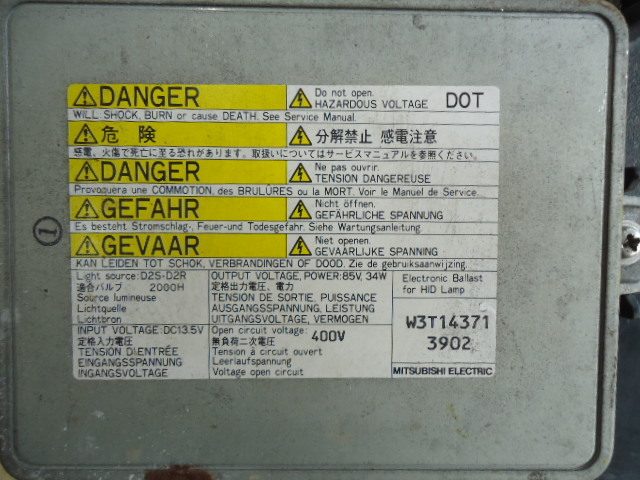 DANGER Do not open. HAZARDOUS VOLTAGE DOT
WILL SHOCK, BURN or cause DEATH. See Service Manual.
危険 分解禁止 感電注意
感電、火傷で死亡に至る恐れがあります。取扱いについてはサービスマニュアルを参照ください。
DANGER Ne pas ouvrir. TENSION DANGEREUSE
Provoquera une COMMOTION, des BRULÛRES ou la MORT. Voir le Manuel de Service.
GEFAHR Nicht öffnen. GEFÄHRLICHE SPANNUNG
Es besteht Stromschlag-, Feuer-und Todesgefahr. Siehe Wartungsanleitung.
①
GEVAAR Niet openen. GEVAARLIJKE SPANNING
KAN LEIDEN TOT SCHOK, VERBRANDINGEN OF DOOD. Zie de gebruiksaanwijzing.
Light source: D2S-D2R
適合バルブ 2000H
Source lumineuse
Lichtquelle
Lichtbron
OUTPUT VOLTAGE, POWER: 85V, 34W
定格出力電圧、電力
TENSION DE SORTIE, PUISSANCE
AUSGANGSSPANNUNG, LEISTUNG
UITGANGSVOLTAGE, VERMOGEN
Electronic Ballast
for HID Lamp
W3T14371
3902
INPUT VOLTAGE: DC13.5V
定格入力電圧
TENSION D'ENTRÉE
EINGANGSSPANNUNG
INGANGSVOLTAGE
Open circuit voltage: 400V
無負荷二次電圧
Tension à circuit ouvert
Leerlaufspannung
Voltage open circuit
MITSUBISHI ELECTRIC